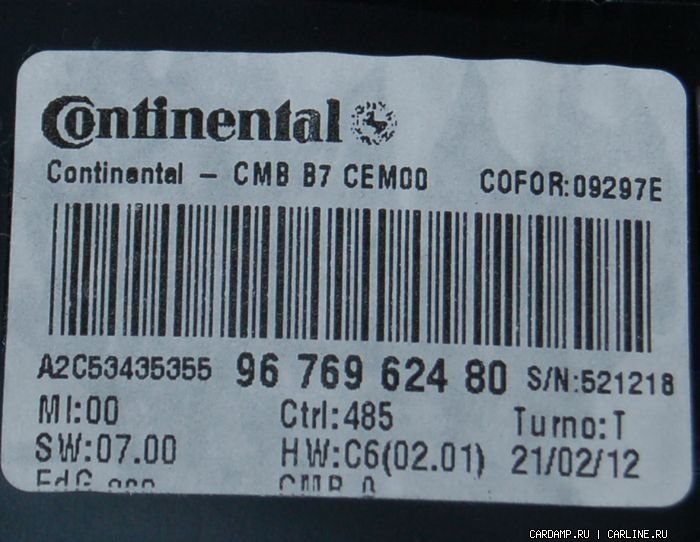 Continental
Continental - CMB B7 CEM00 COFOR:09297E
A2C53435355 96 769 624 80 S/N:521218
MI:00 Ctrl:485 Turno:T
SW:07.00 HW:C6(02.01) 21/02/12
CARDAMP.RU | CARLINE.RU